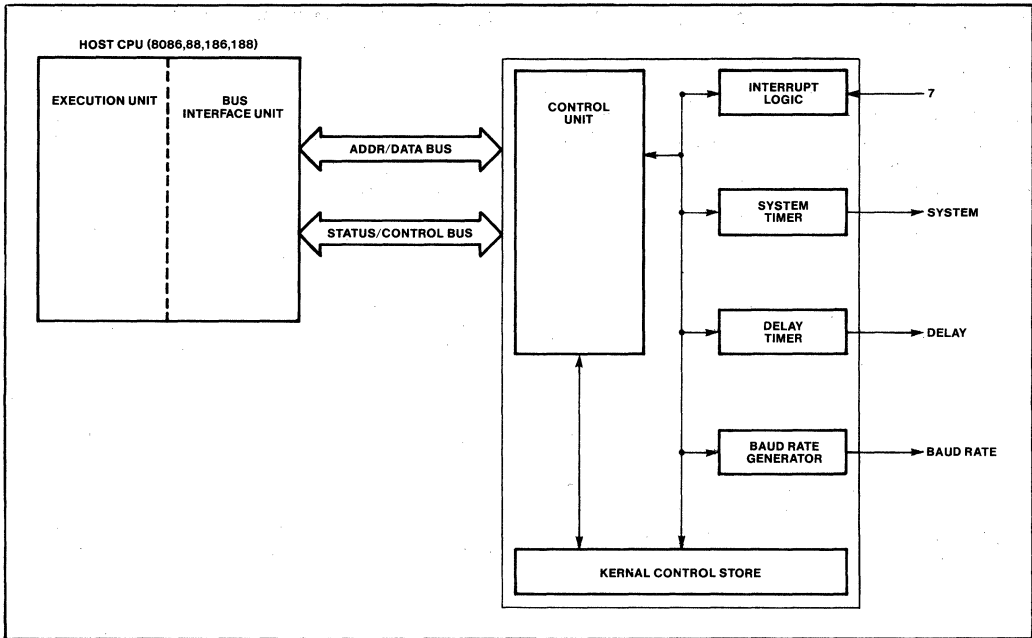 HOST CPU (8086,88,186,188)
EXECUTION UNIT
BUS
INTERFACE UNIT
ADDR/DATA BUS
STATUS/CONTROL BUS
CONTROL
UNIT
INTERRUPT
LOGIC
7
SYSTEM
TIMER
SYSTEM
DELAY
TIMER
DELAY
BAUD RATE
GENERATOR
BAUD RATE
KERNAL CONTROL STORE